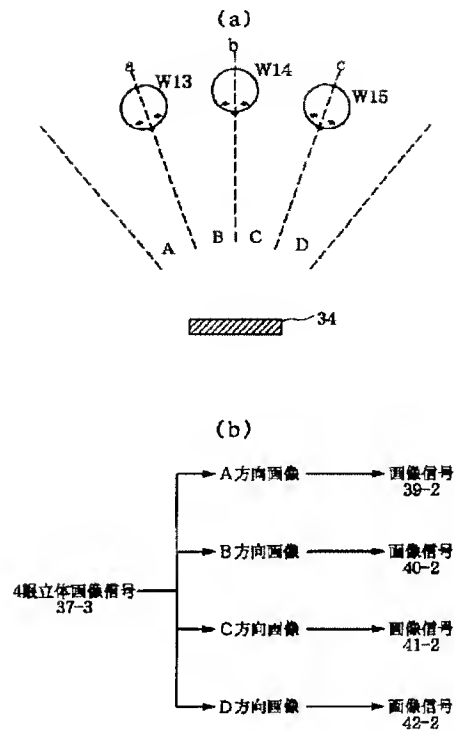 (a)
b
a
W13
W14
c
W15
A
B
C
D
34
(b)
A方向画像
画像信号
39-2
B方向画像
画像信号
40-2
4眼立体画像信号
37-3
C方向画像
画像信号
41-2
D方向画像
画像信号
42-2